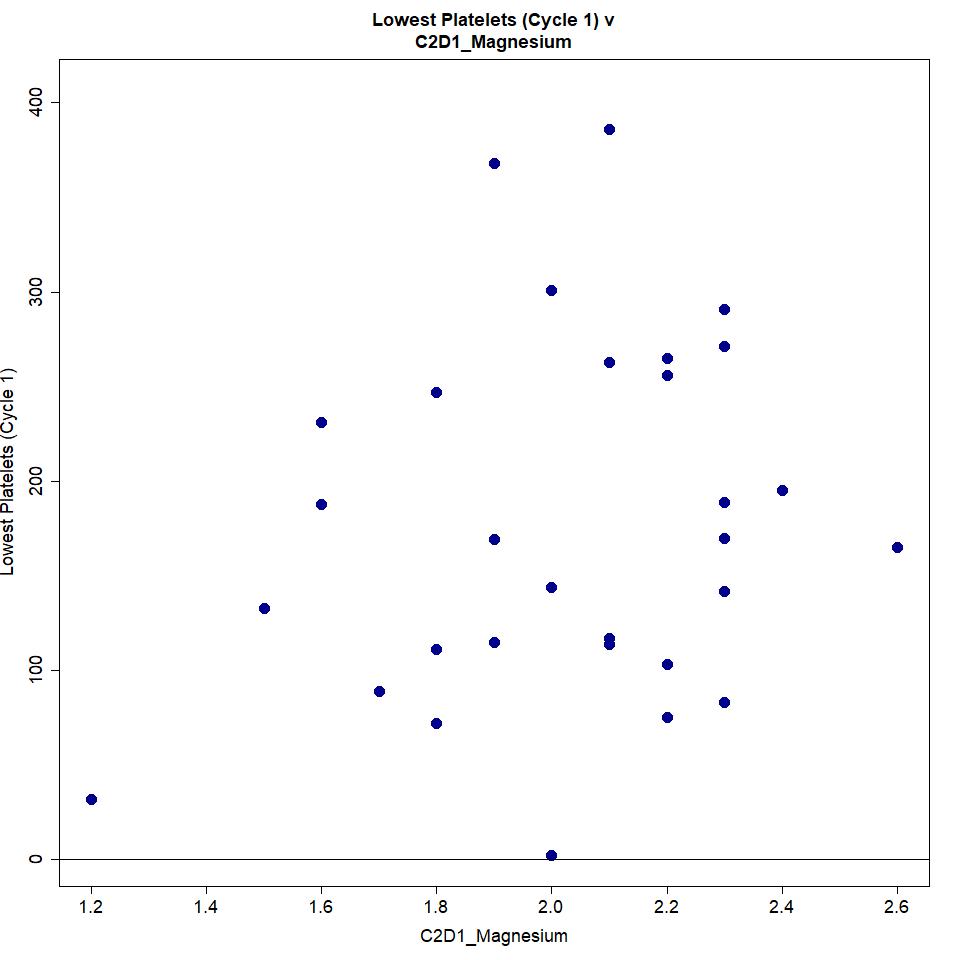 Lowest Platelets (Cycle 1) v
C2D1_Magnesium
400
300
200
100
0
Lowest Platelets (Cycle 1)
1.2 1.4 1.6 1.8 2.0 2.2 2.4 2.6
C2D1_Magnesium